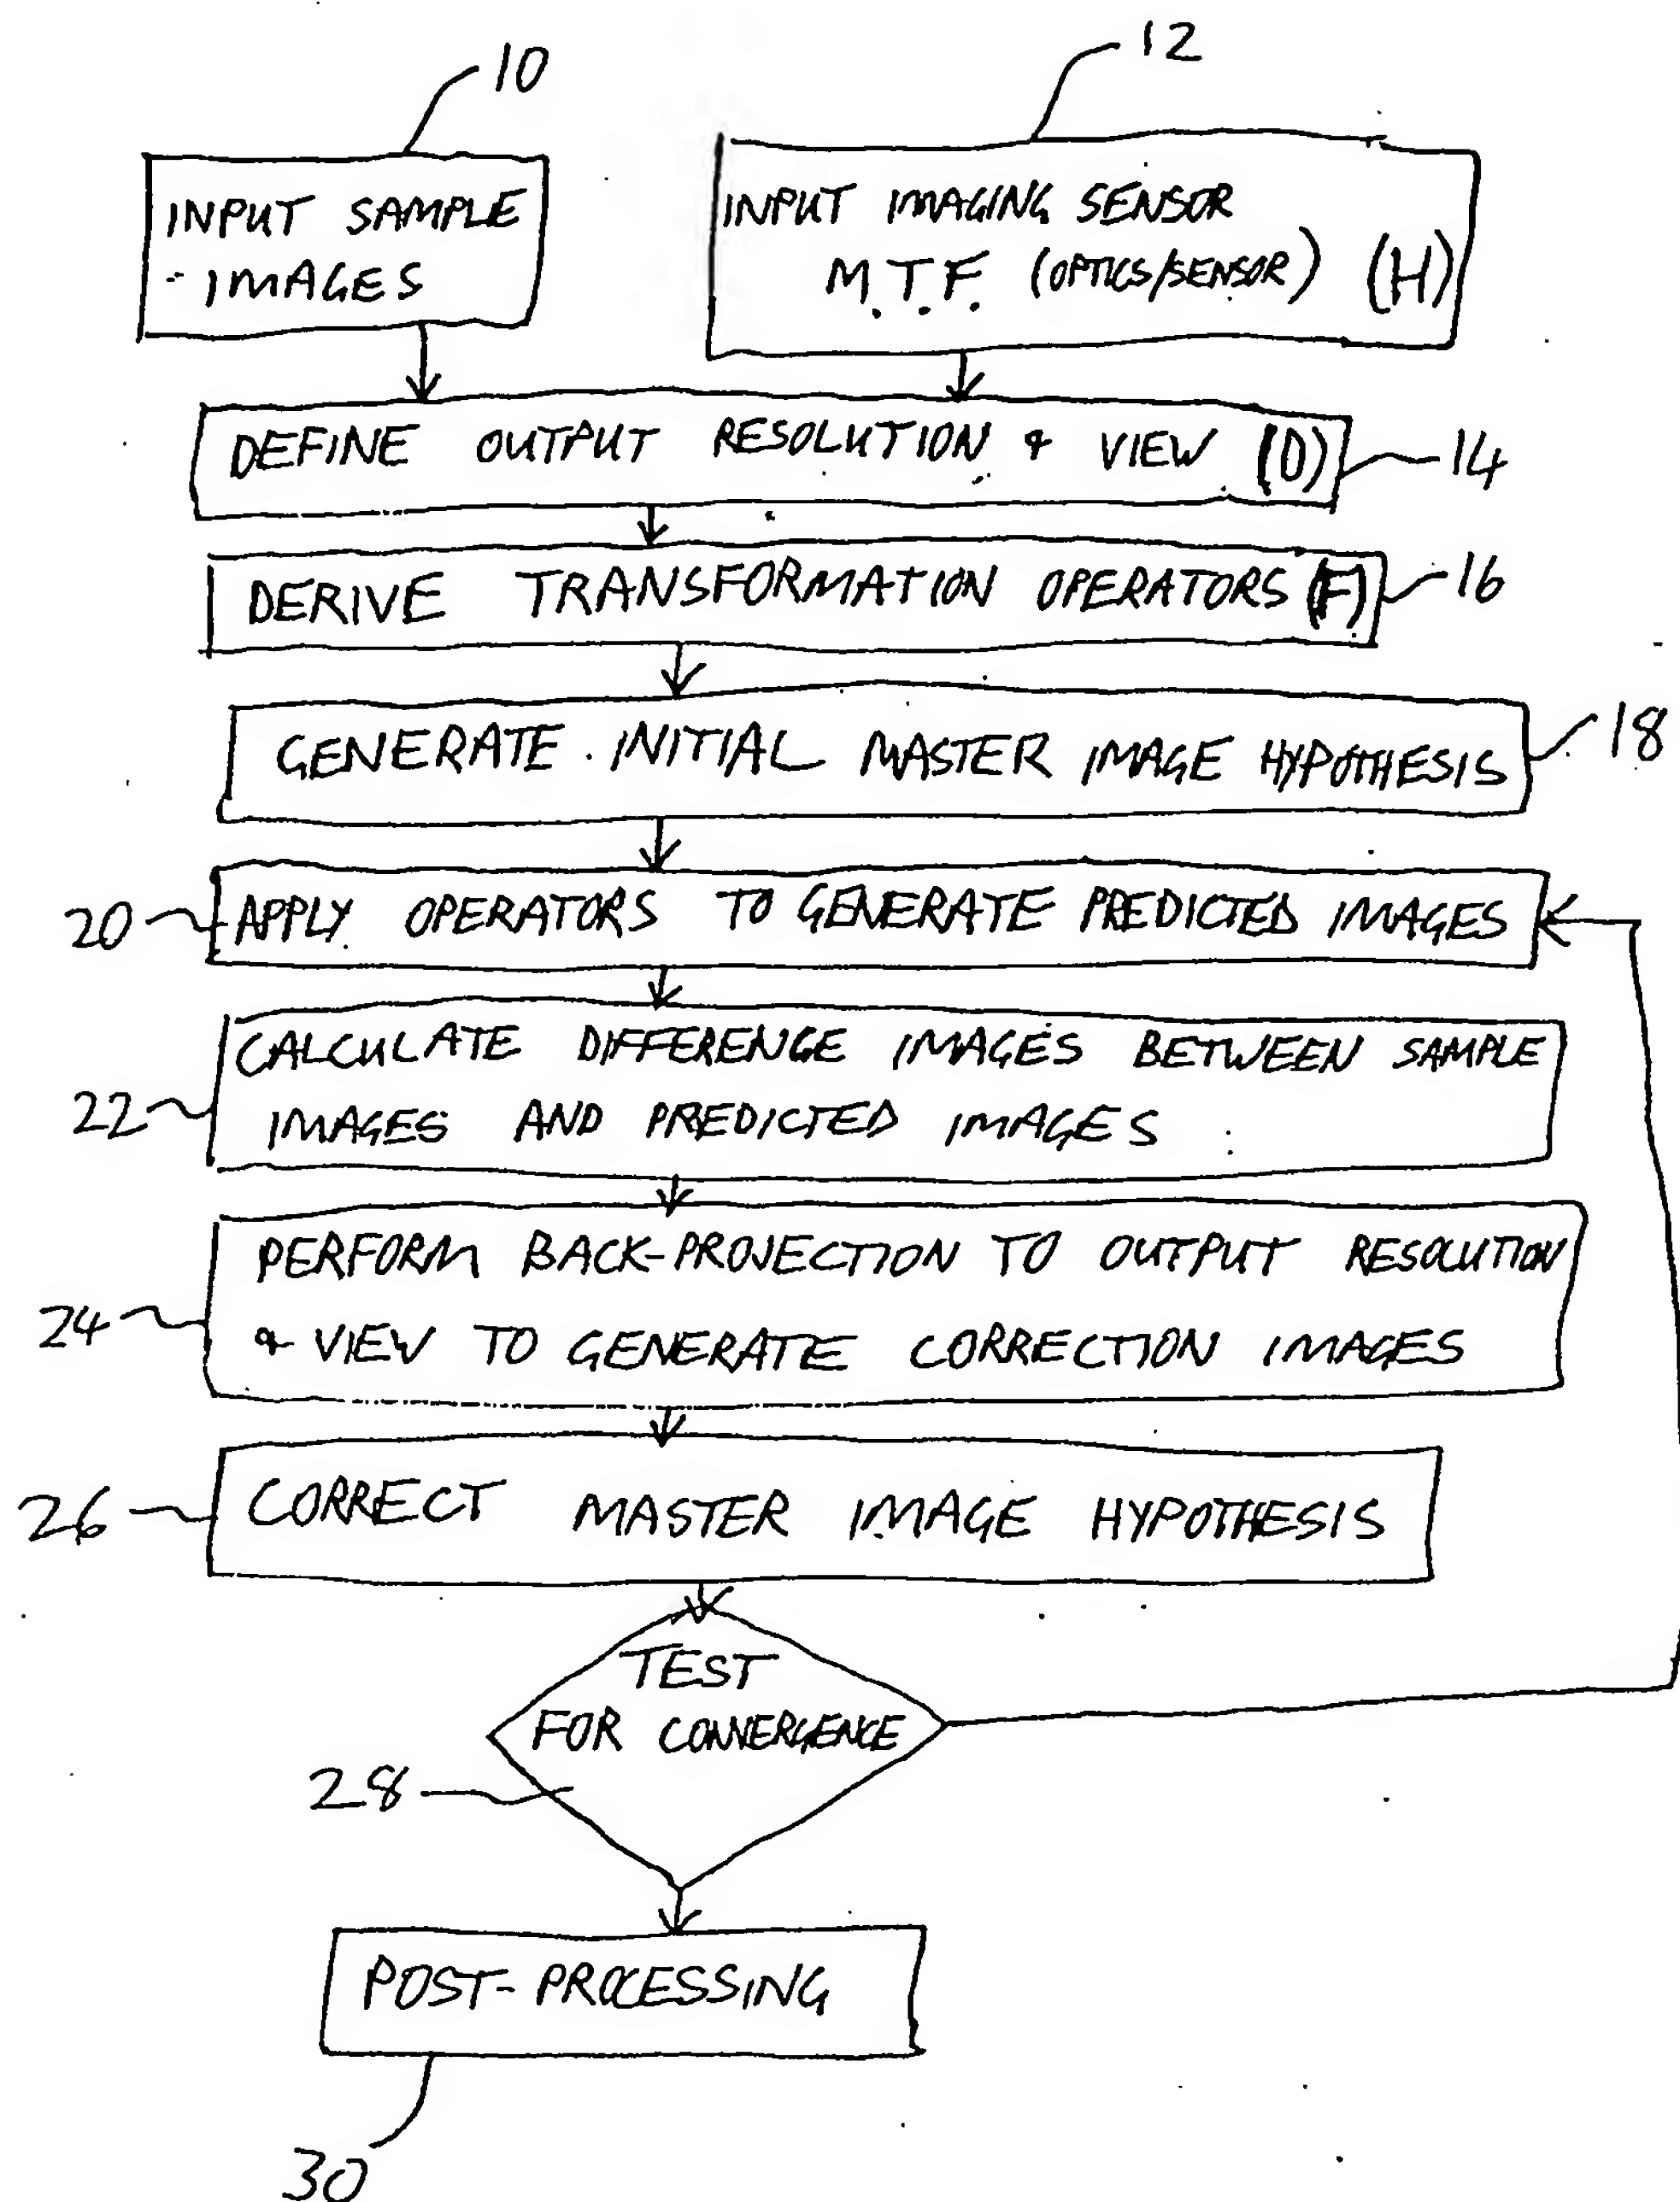 10
12
INPUT SAMPLE
IMAGES
INPUT IMAGING SENSOR
M.T.F. (OPTICS/SENSOR) (H)
DEFINE OUTPUT RESOLUTION & VIEW (D)
14
DERIVE TRANSFORMATION OPERATORS (F)
16
GENERATE INITIAL MASTER IMAGE HYPOTHESIS
18
20
APPLY OPERATORS TO GENERATE PREDICTED IMAGES
CALCULATE DIFFERENCE IMAGES BETWEEN SAMPLE
22
IMAGES AND PREDICTED IMAGES
PERFORM BACK-PROJECTION TO OUTPUT RESOLUTION
24
& VIEW TO GENERATE CORRECTION IMAGES
26
CORRECT MASTER IMAGE HYPOTHESIS
TEST
FOR CONVERGENCE
28
POST-PROCESSING
30